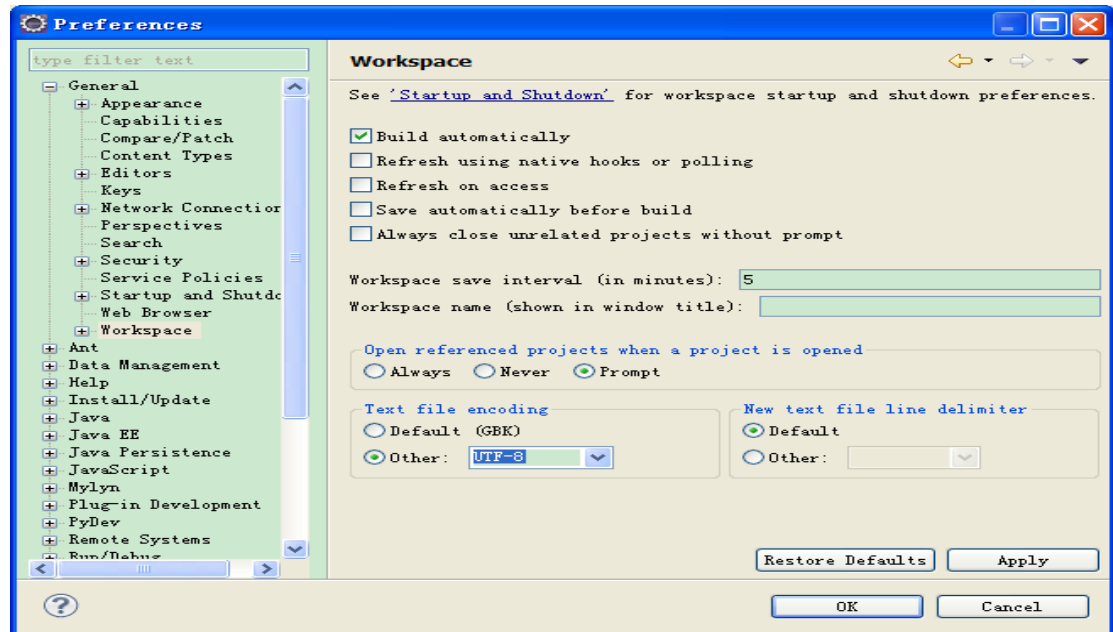 Preferences
type filter text
General
Appearance
Capabilities
Compare/Patch
Content Types
Editors
Keys
Network Connection
Perspectives
Search
Security
Service Policies
Startup and Shutdo
Web Browser
Workspace
Ant
Data Management
Help
Install/Update
Java
Java EE
Java Persistence
JavaScript
Mylyn
Plug-in Development
PyDev
Remote Systems
Run/Debug
Workspace
See 'Startup and Shutdown' for workspace startup and shutdown preferences.
Build automatically
Refresh using native hooks or polling
Refresh on access
Save automatically before build
Always close unrelated projects without prompt
Workspace save interval (in minutes): 5
Workspace name (shown in window title):
Open referenced projects when a project is opened
Always Never Prompt
Text file encoding
Default (GBK)
Other: UTF-8
New text file line delimiter
Default
Other:
Restore Defaults Apply
? OK Cancel